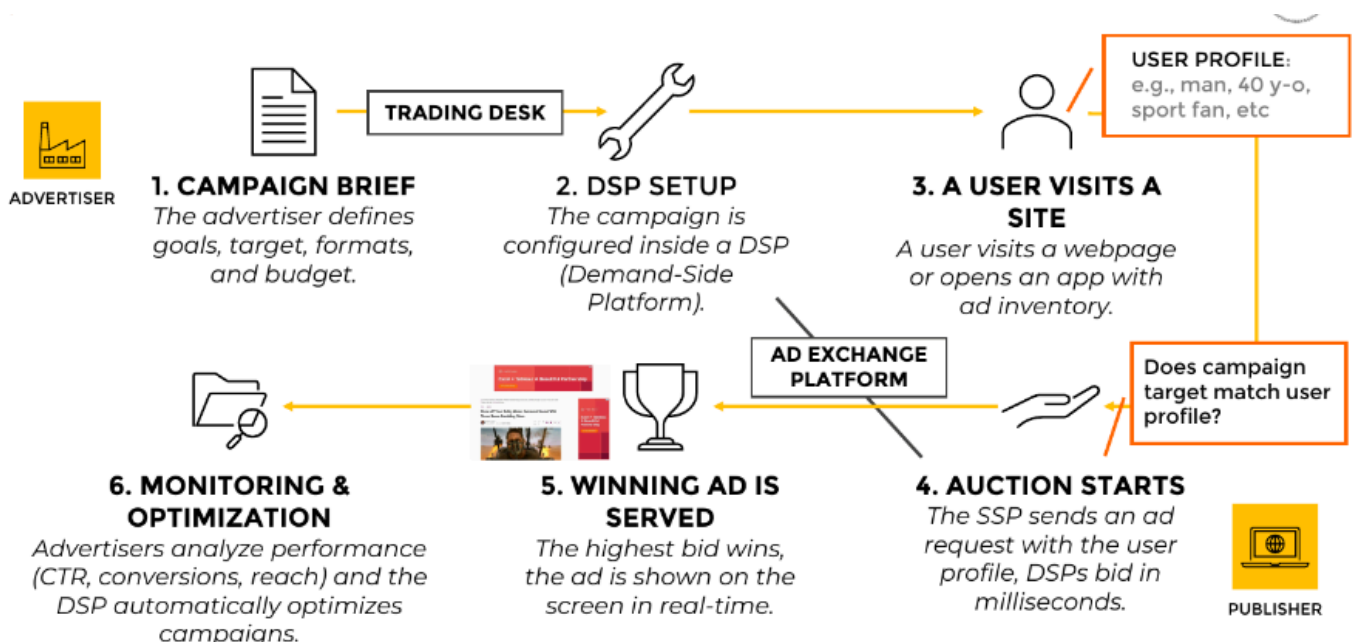 USER PROFILE:
e.g., man, 40 y-o,
sport fan, etc
TRADING DESK
ADVERTISER
1. CAMPAIGN BRIEF
The advertiser defines
goals, target, formats,
and budget.
2. DSP SETUP
The campaign is
configured inside a DSP
(Demand-Side
Platform).
3. A USER VISITS A
SITE
A user visits a webpage
or opens an app with
ad inventory.
AD EXCHANGE
PLATFORM
Does campaign
target match user
profile?
6. MONITORING &
OPTIMIZATION
Advertisers analyze performance
(CTR, conversions, reach) and the
DSP automatically optimizes
campaigns.
5. WINNING AD IS
SERVED
The highest bid wins,
the ad is shown on the
screen in real-time.
4. AUCTION STARTS
The SSP sends an ad
request with the user
profile, DSPs bid in
milliseconds.
PUBLISHER